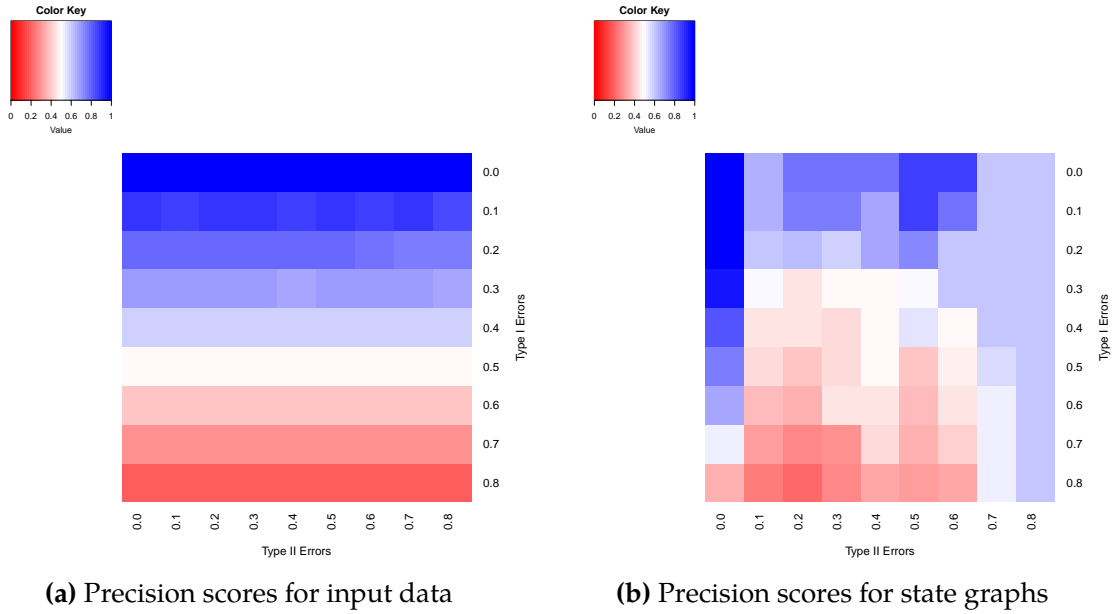 Color Key
0 0.2 0.4 0.6 0.8 1
Value
0.0
0.1
0.2
0.3
0.4
0.5
0.6
0.7
0.8
Type I Errors
0.0 0.1 0.2 0.3 0.4 0.5 0.6 0.7 0.8
Type II Errors
(a) Precision scores for input data
Color Key
0 0.2 0.4 0.6 0.8 1
Value
0.0
0.1
0.2
0.3
0.4
0.5
0.6
0.7
0.8
Type I Errors
0.0 0.1 0.2 0.3 0.4 0.5 0.6 0.7 0.8
Type II Errors
(b) Precision scores for state graphs